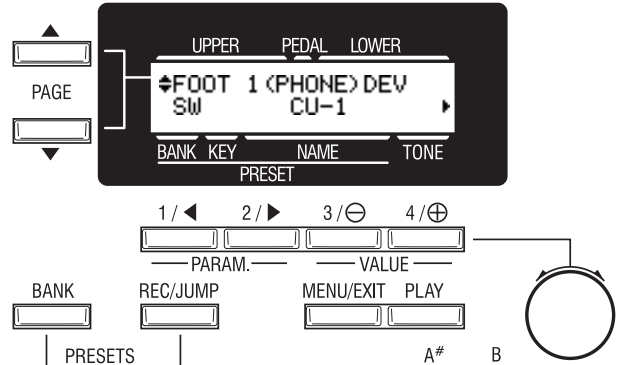 ▲
UPPER PEDAL LOWER
PAGE
FOOT 1 (PHONE) DEV
SW CU-1
▼
BANK KEY NAME TONE
PRESET
1 / ◀ 2 / ▶ 3 / ⊖ 4 / ⊕
PARAM. VALUE
BANK REC/JUMP MENU/EXIT PLAY
PRESETS A# B